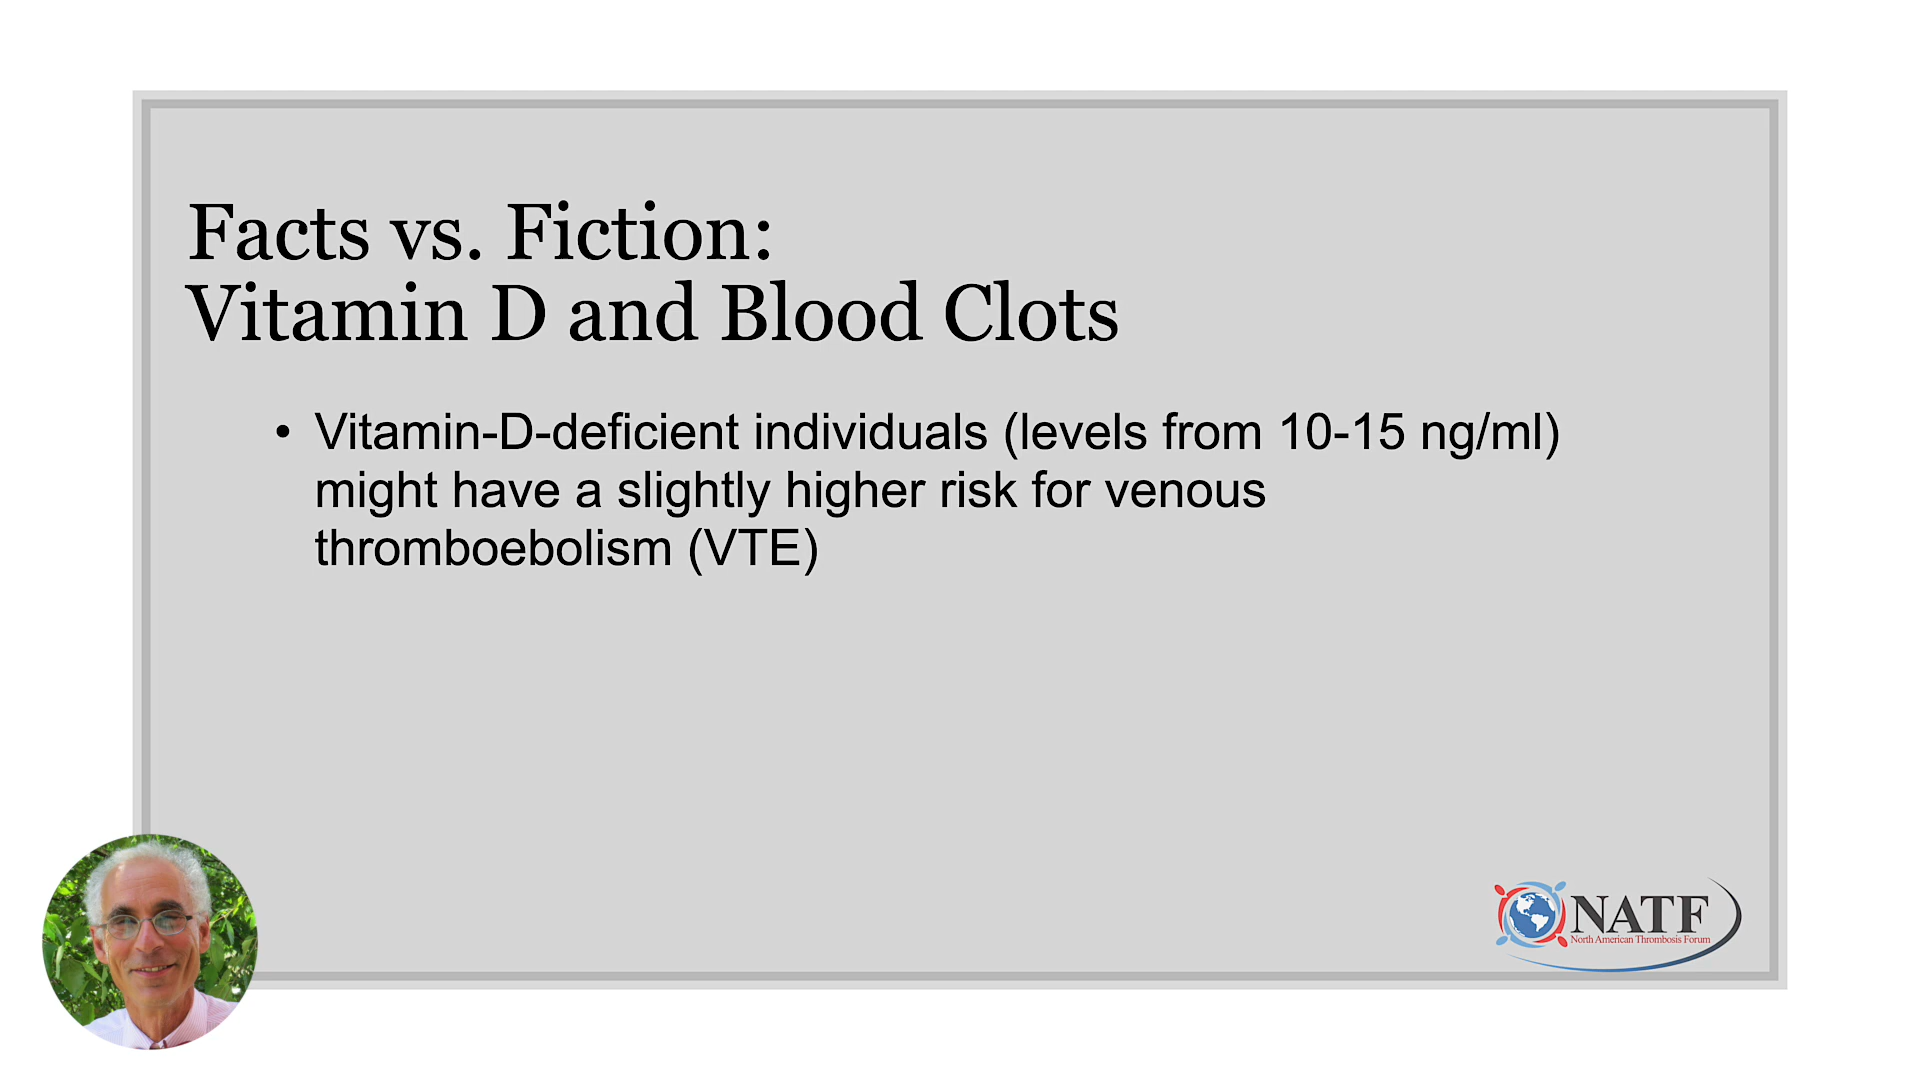 Facts vs. Fiction:
Vitamin D and Blood Clots
• Vitamin-D-deficient individuals (levels from 10-15 ng/ml)
might have a slightly higher risk for venous
thromboebolism (VTE)
NATF
North American Thrombosis Forum